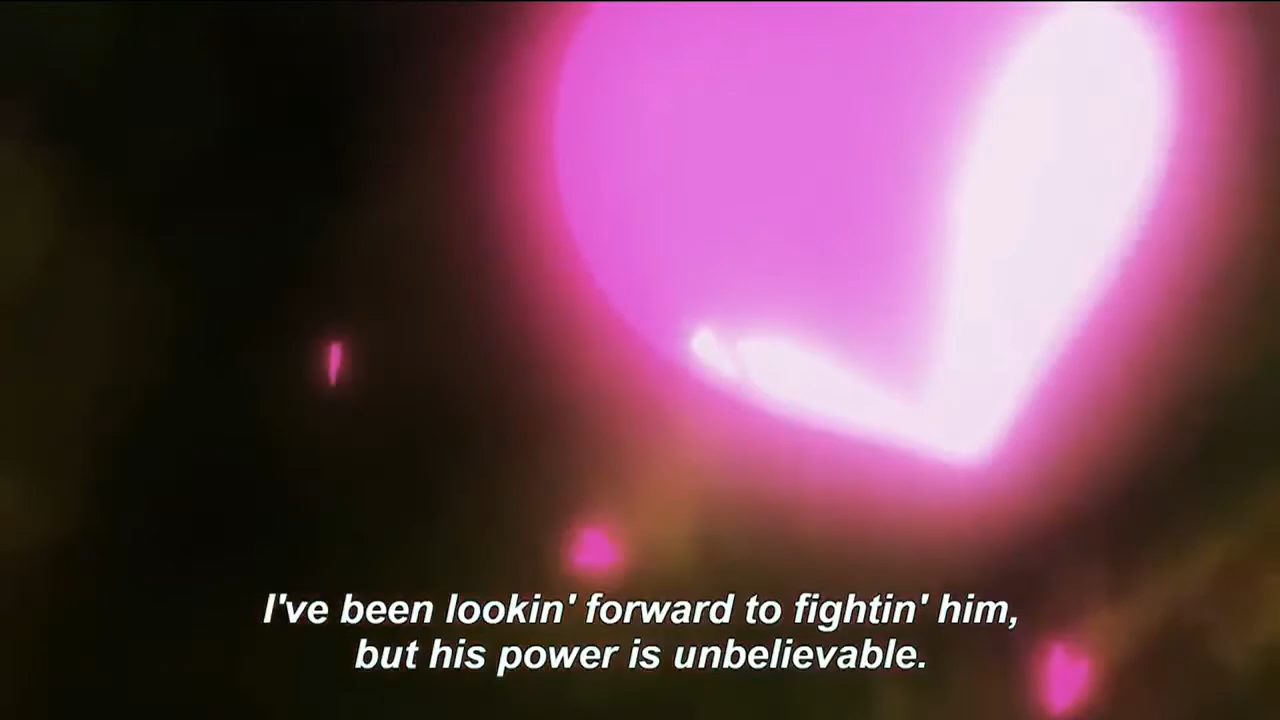 I've been lookin' forward to fightin' him,
but his power is unbelievable.